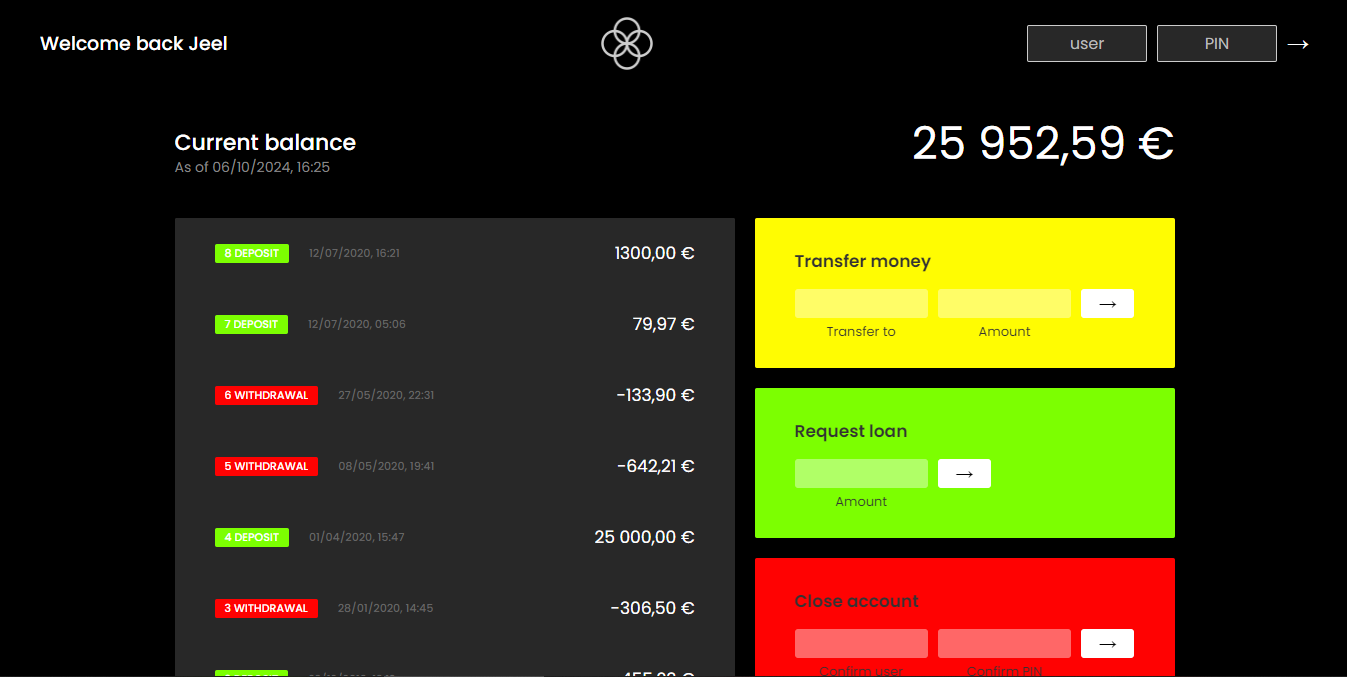 Welcome back Jeel
user
PIN
→
Current balance
As of 06/10/2024, 16:25
25 952,59 €
8 DEPOSIT 12/07/2020, 16:21 1300,00 €
7 DEPOSIT 12/07/2020, 05:06 79,97 €
6 WITHDRAWAL 27/05/2020, 22:31 -133,90 €
5 WITHDRAWAL 08/05/2020, 19:41 -642,21 €
4 DEPOSIT 01/04/2020, 15:47 25 000,00 €
3 WITHDRAWAL 28/01/2020, 14:45 -306,50 €
Transfer money
→
Transfer to Amount
Request loan
→
Amount
Close account
→
Confirm user Confirm PIN